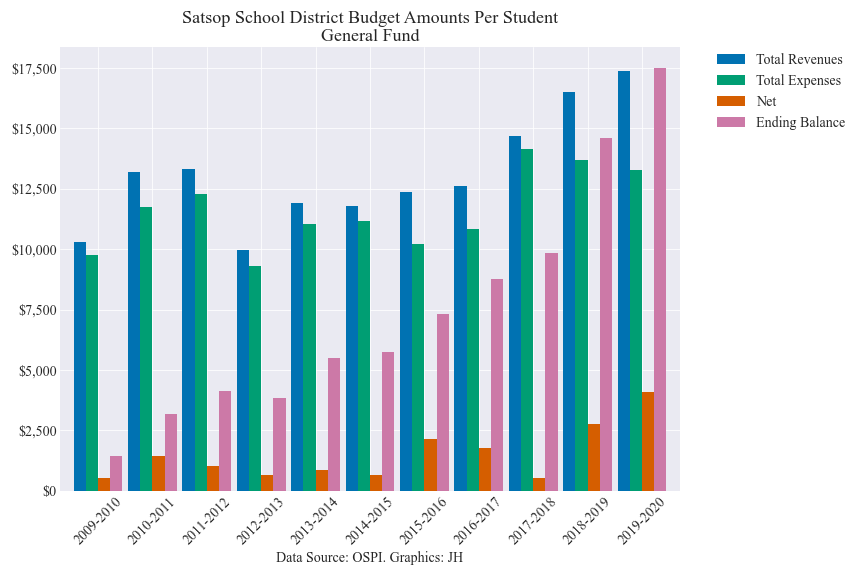 Satsop School District Budget Amounts Per Student
General Fund
Total Revenues
Total Expenses
Net
Ending Balance
$17,500
$15,000
$12,500
$10,000
$7,500
$5,000
$2,500
$0
2009-2010
2010-2011
2011-2012
2012-2013
2013-2014
2014-2015
2015-2016
2016-2017
2017-2018
2018-2019
2019-2020
Data Source: OSPI. Graphics: JH